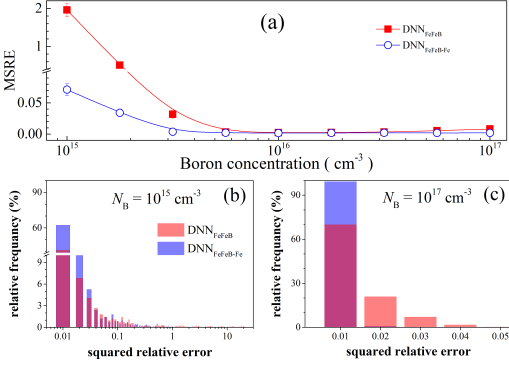 (a)
DNN_FeFeB
DNN_FeFeB-Fe
MSRE
2
1
0.05
0.00
10^15
10^16
10^17
Boron concentration ( cm^-3 )
(b)
N_B = 10^15 cm^-3
DNN_FeFeB
DNN_FeFeB-Fe
relative frequany (%)
90
60
9
6
3
0
0.01
0.1
1
10
squared relative error
(c)
N_B = 10^17 cm^-3
relative frequany (%)
90
60
30
0
0.01
0.02
0.03
0.04
0.05
squared relative error